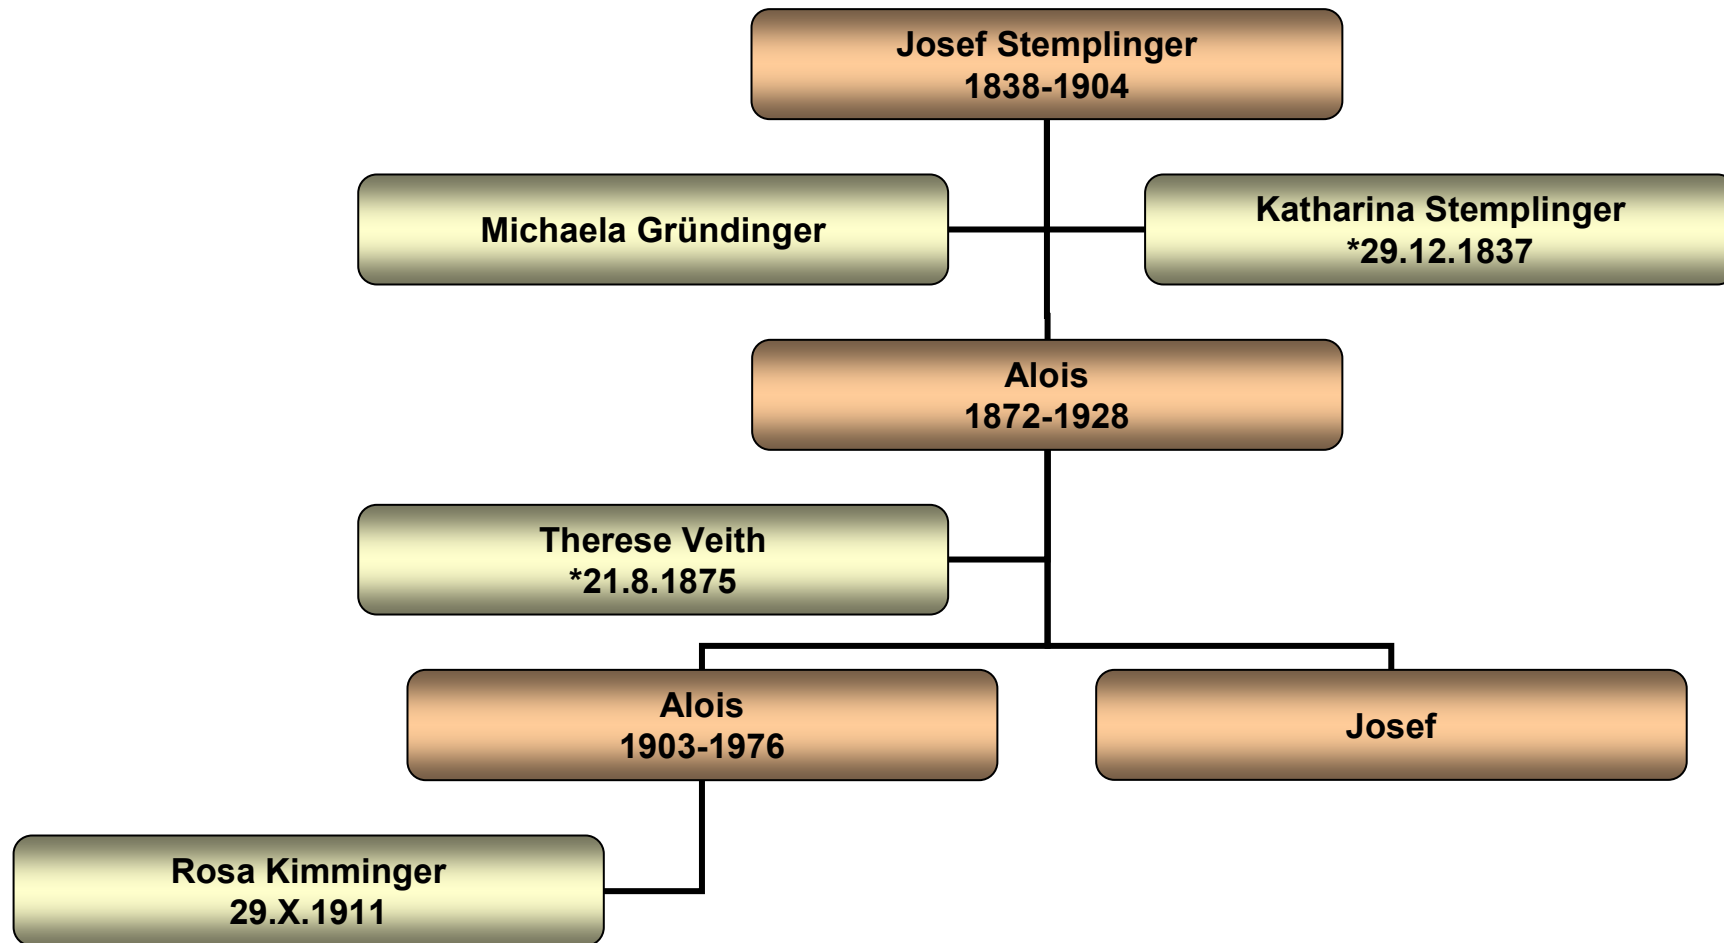 Josef Stemplinger
1838-1904
Michaela Gründinger
Katharina Stemplinger
*29.12.1837
Alois
1872-1928
Therese Veith
*21.8.1875
Alois
1903-1976
Josef
Rosa Kimminger
29.X.1911